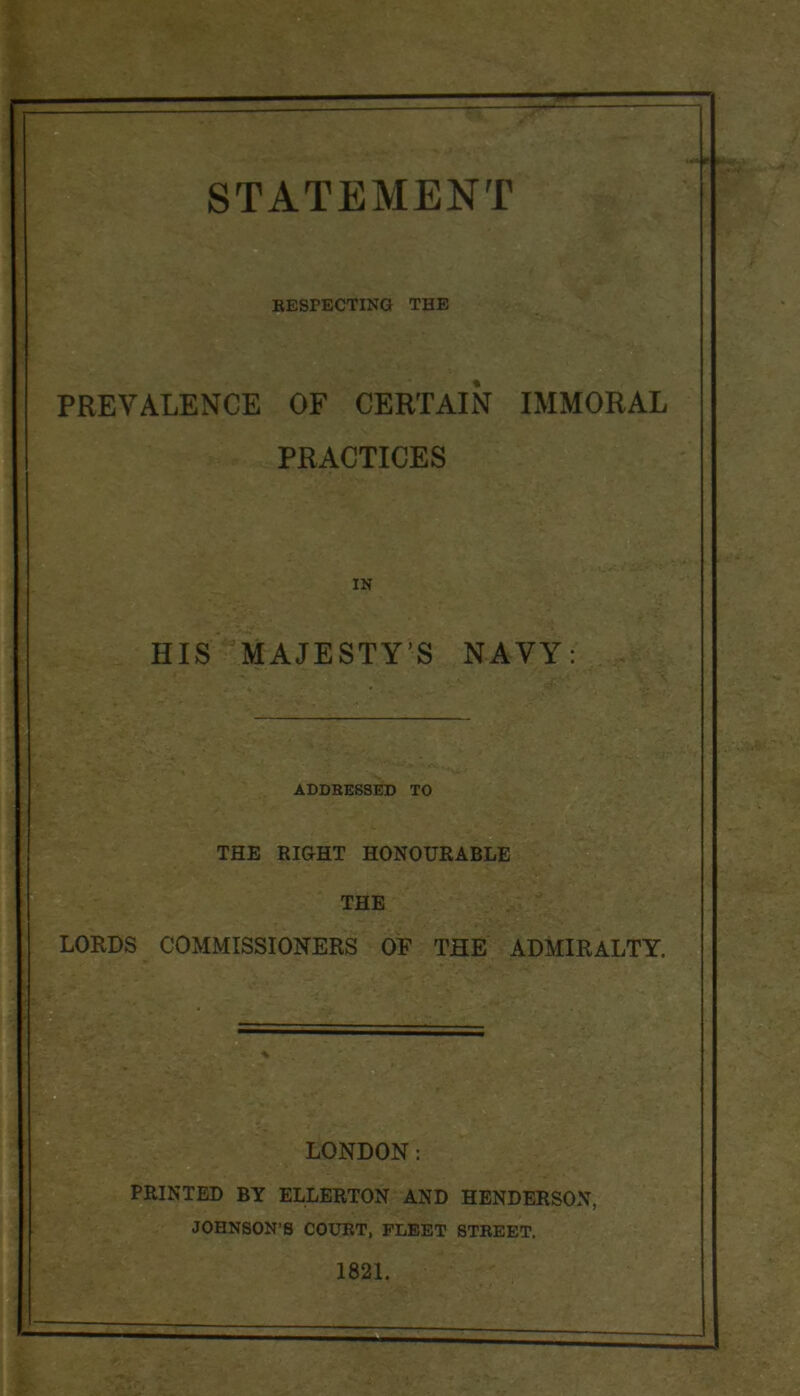 STATEMENT
RESPECTING THE
PREVALENCE OF CERTAIN IMMORAL
PRACTICES
IN
HIS MAJESTY'S NAVY:
ADDRESSED TO
THE RIGHT HONOURABLE
THE
LORDS COMMISSIONERS OF THE ADMIRALTY.
LONDON:
PRINTED BY ELLERTON AND HENDERSON,
JOHNSON'S COURT, FLEET STREET.
1821.